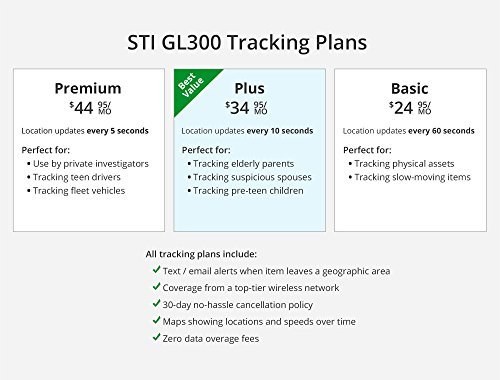 STI GL300 Tracking Plans
Premium
$44 95/MO
Location updates every 5 seconds
Perfect for:
• Use by private investigators
• Tracking teen drivers
• Tracking fleet vehicles
Best Value
Plus
$34 95/MO
Location updates every 10 seconds
Perfect for:
• Tracking elderly parents
• Tracking suspicious spouses
• Tracking pre-teen children
Basic
$24 95/MO
Location updates every 60 seconds
Perfect for:
• Tracking physical assets
• Tracking slow-moving items
All tracking plans include:
✓ Text / email alerts when item leaves a geographic area
✓ Coverage from a top-tier wireless network
✓ 30-day no-hassle cancellation policy
✓ Maps showing locations and speeds over time
✓ Zero data overage fees